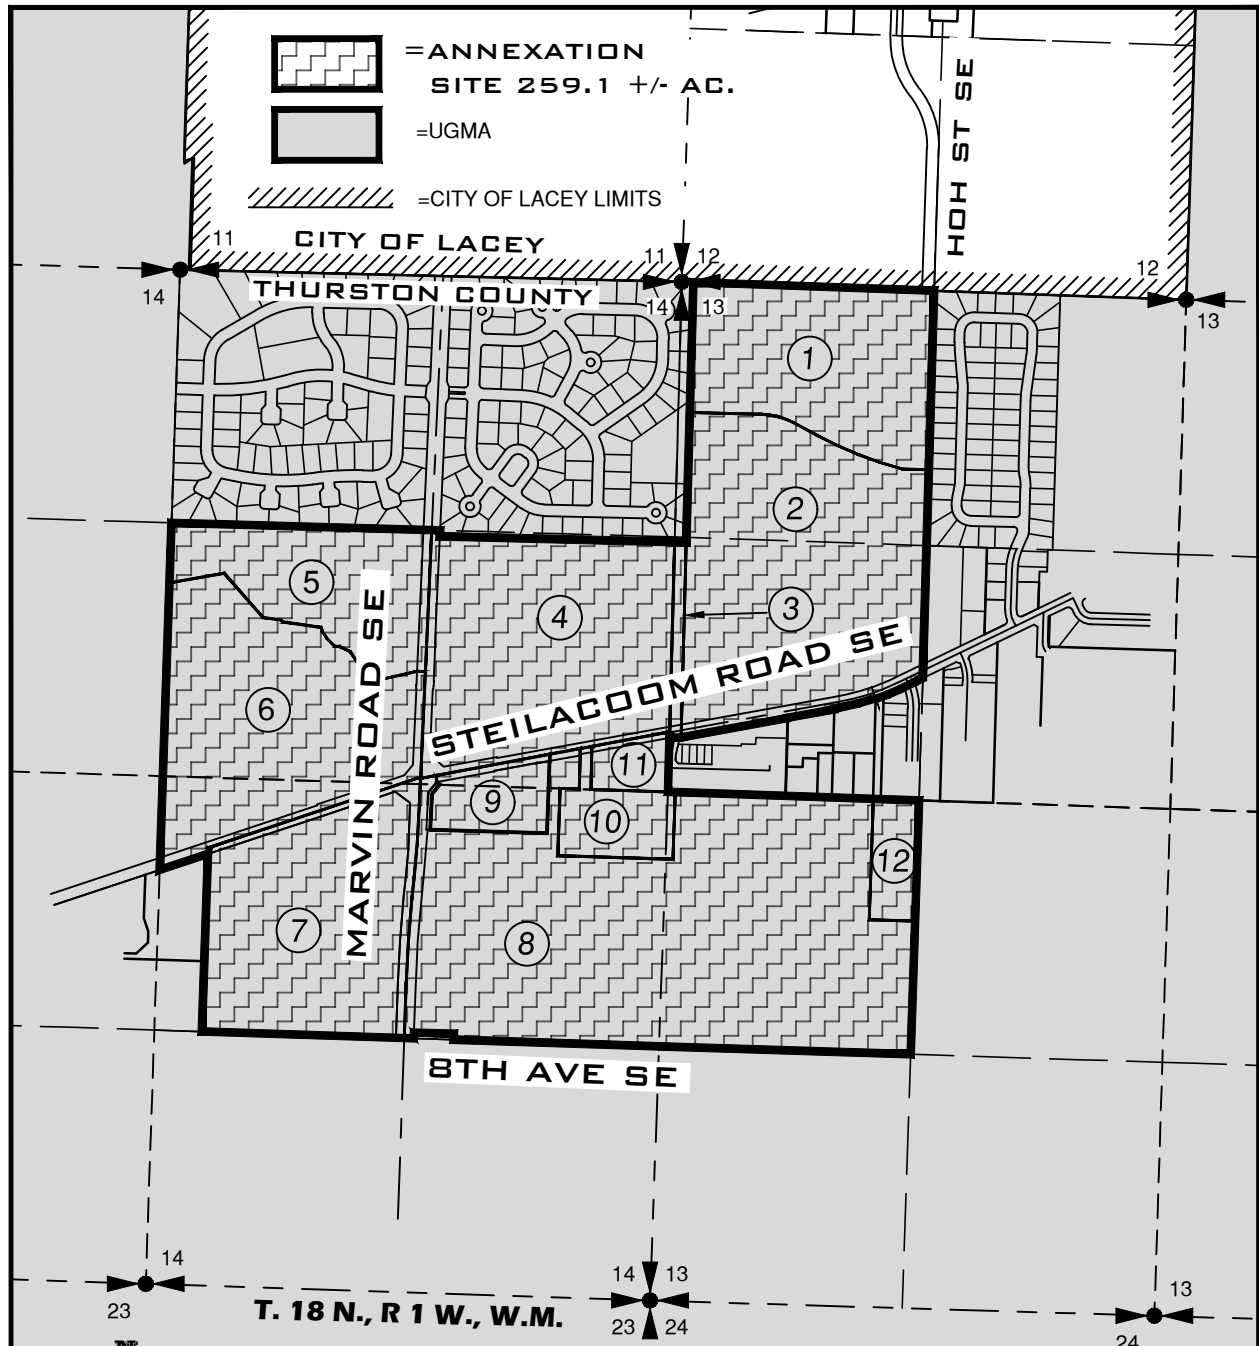 =ANNEXATION
SITE 259.1 +/- AC.
=UGMA
=CITY OF LACEY LIMITS
HOH ST SE
11
CITY OF LACEY
11 12
12
14
THURSTON COUNTY
14 13
13
1
2
3
4
5
6
MARVIN ROAD SE
STEILACOOM ROAD SE
7
8
9
10
11
12
8TH AVE SE
14
23
T. 18 N., R 1 W., W.M.
14 13
23 24
13
24